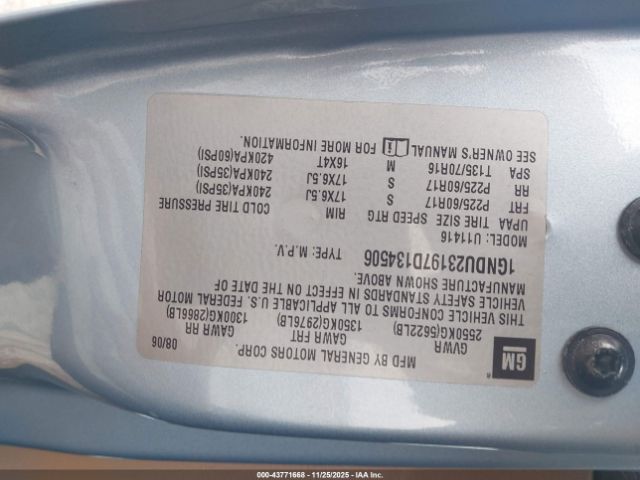 GM ®
MFD BY GENERAL MOTORS CORP. 08/06
GVWR GAWR FRT GAWR RR
2550KG(5622LB) 1350KG(2976LB) 1300KG(2866LB)
THIS VEHICLE CONFORMS TO ALL APPLICABLE U.S. FEDERAL MOTOR
VEHICLE SAFETY STANDARDS IN EFFECT ON THE DATE OF
MANUFACTURE SHOWN ABOVE.
1GNDU23197D134506 TYPE: M.P.V.
MODEL: U11416
UPAA TIRE SIZE SPEED RTG RIM COLD TIRE PRESSURE
FRT P225/60R17 S 17X6.5J 240KPA(35PSI)
RR P225/60R17 S 17X6.5J 240KPA(35PSI)
SPA T135/70R16 M 16X4T 420KPA(60PSI)
SEE OWNER'S MANUAL FOR MORE INFORMATION.
000-43771668 - 11/25/2025 - IAA Inc.